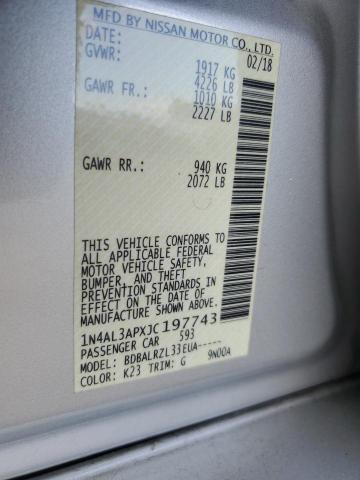 MFD BY NISSAN MOTOR CO., LTD.
DATE: 02/18
GVWR: 1917 KG
4226 LB
GAWR FR.: 1010 KG
2227 LB
GAWR RR.: 940 KG
2072 LB
THIS VEHICLE CONFORMS TO
ALL APPLICABLE FEDERAL
MOTOR VEHICLE SAFETY,
BUMPER, AND THEFT
PREVENTION STANDARDS IN
EFFECT ON THE DATE OF
MANUFACTURE SHOWN ABOVE.
1N4AL3APXJC197743
PASSENGER CAR 593
MODEL: BDBALRZL33EUA-----
COLOR: K23 TRIM: G 9N00A